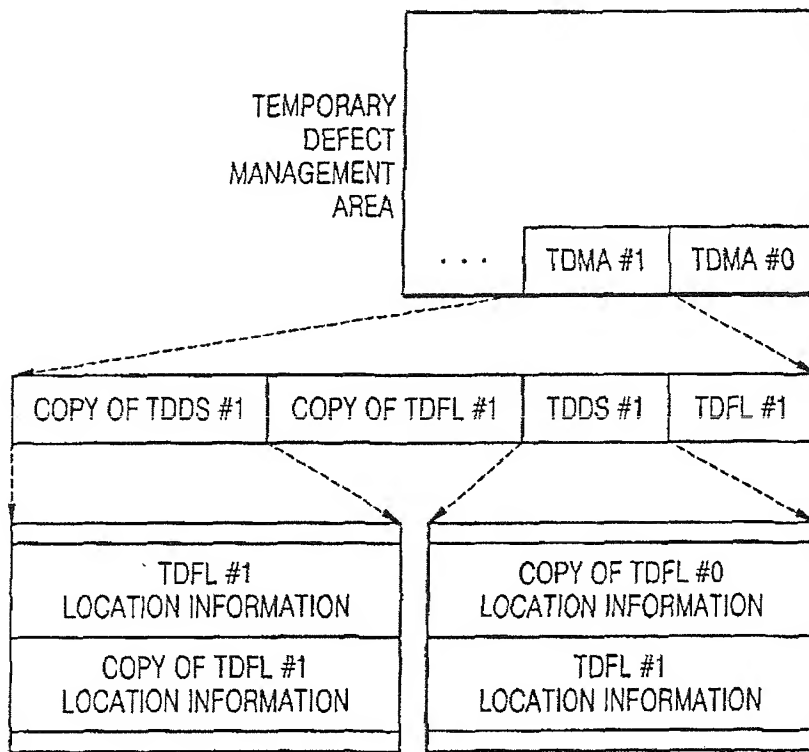 TEMPORARY
DEFECT
MANAGEMENT
AREA
. . .
TDMA #1
TDMA #0
COPY OF TDDS #1
COPY OF TDFL #1
TDDS #1
TDFL #1
TDFL #1
LOCATION INFORMATION
COPY OF TDFL #1
LOCATION INFORMATION
COPY OF TDFL #0
LOCATION INFORMATION
TDFL #1
LOCATION INFORMATION